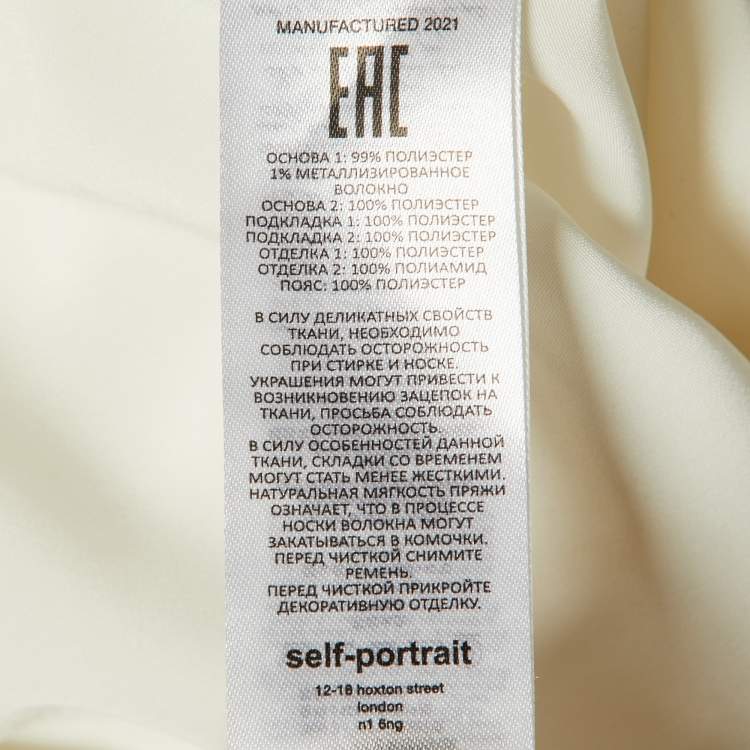 MANUFACTURED 2021
EAC
ОСНОВА 1: 99% ПОЛИЭСТЕР
1% МЕТАЛЛИЗИРОВАННОЕ
ВОЛОКНО
ОСНОВА 2: 100% ПОЛИЭСТЕР
ПОДКЛАДКА 1: 100% ПОЛИЭСТЕР
ПОДКЛАДКА 2: 100% ПОЛИЭСТЕР
ОТДЕЛКА 1: 100% ПОЛИЭСТЕР
ОТДЕЛКА 2: 100% ПОЛИАМИД
ПОЯС: 100% ПОЛИЭСТЕР
В СИЛУ ДЕЛИКАТНЫХ СВОЙСТВ
ТКАНИ, НЕОБХОДИМО
СОБЛЮДАТЬ ОСТОРОЖНОСТЬ
ПРИ СТИРКЕ И НОСКЕ.
УКРАШЕНИЯ МОГУТ ПРИВЕСТИ К
ВОЗНИКНОВЕНИЮ ЗАЦЕПОК НА
ТКАНИ, ПРОСЬБА СОБЛЮДАТЬ
ОСТОРОЖНОСТЬ.
В СИЛУ ОСОБЕННОСТЕЙ ДАННОЙ
ТКАНИ, СКЛАДКИ СО ВРЕМЕНЕМ
МОГУТ СТАТЬ МЕНЕЕ ЖЕСТКИМИ.
НАТУРАЛЬНАЯ МЯГКОСТЬ ПРЯЖИ
ОЗНАЧАЕТ, ЧТО В ПРОЦЕССЕ
НОСКИ ВОЛОКНА МОГУТ
ЗАКАТЫВАТЬСЯ В КОМОЧКИ.
ПЕРЕД ЧИСТКОЙ СНИМИТЕ
РЕМЕНЬ.
ПЕРЕД ЧИСТКОЙ ПРИКРОЙТЕ
ДЕКОРАТИВНУЮ ОТДЕЛКУ.
self-portrait
12-18 hoxton street
london
n1 6ng